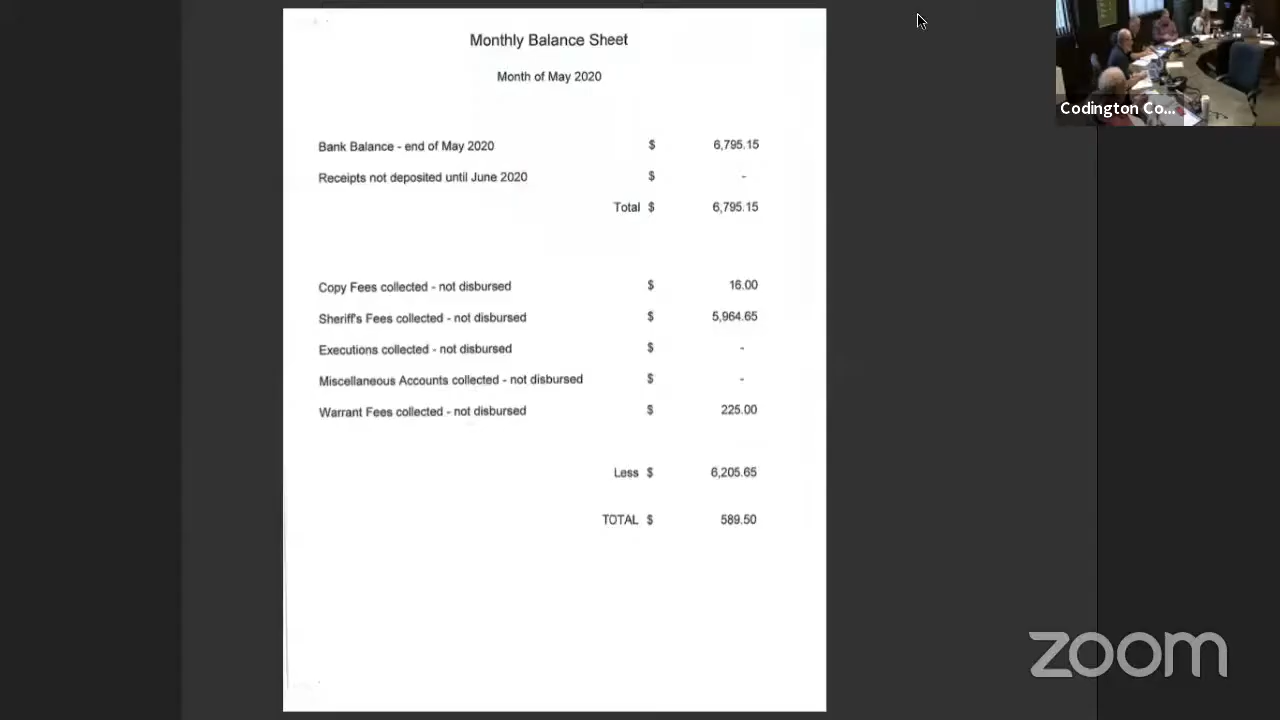 Monthly Balance Sheet
Month of May 2020
Bank Balance - end of May 2020 $ 6,795.15
Receipts not deposited until June 2020 $ -
Total $ 6,795.15
Copy Fees collected - not disbursed $ 16.00
Sheriff's Fees collected - not disbursed $ 5,964.65
Executions collected - not disbursed $ -
Miscellaneous Accounts collected - not disbursed $ -
Warrant Fees collected - not disbursed $ 225.00
Less $ 6,205.65
TOTAL $ 589.50
Codington Co...
zoom